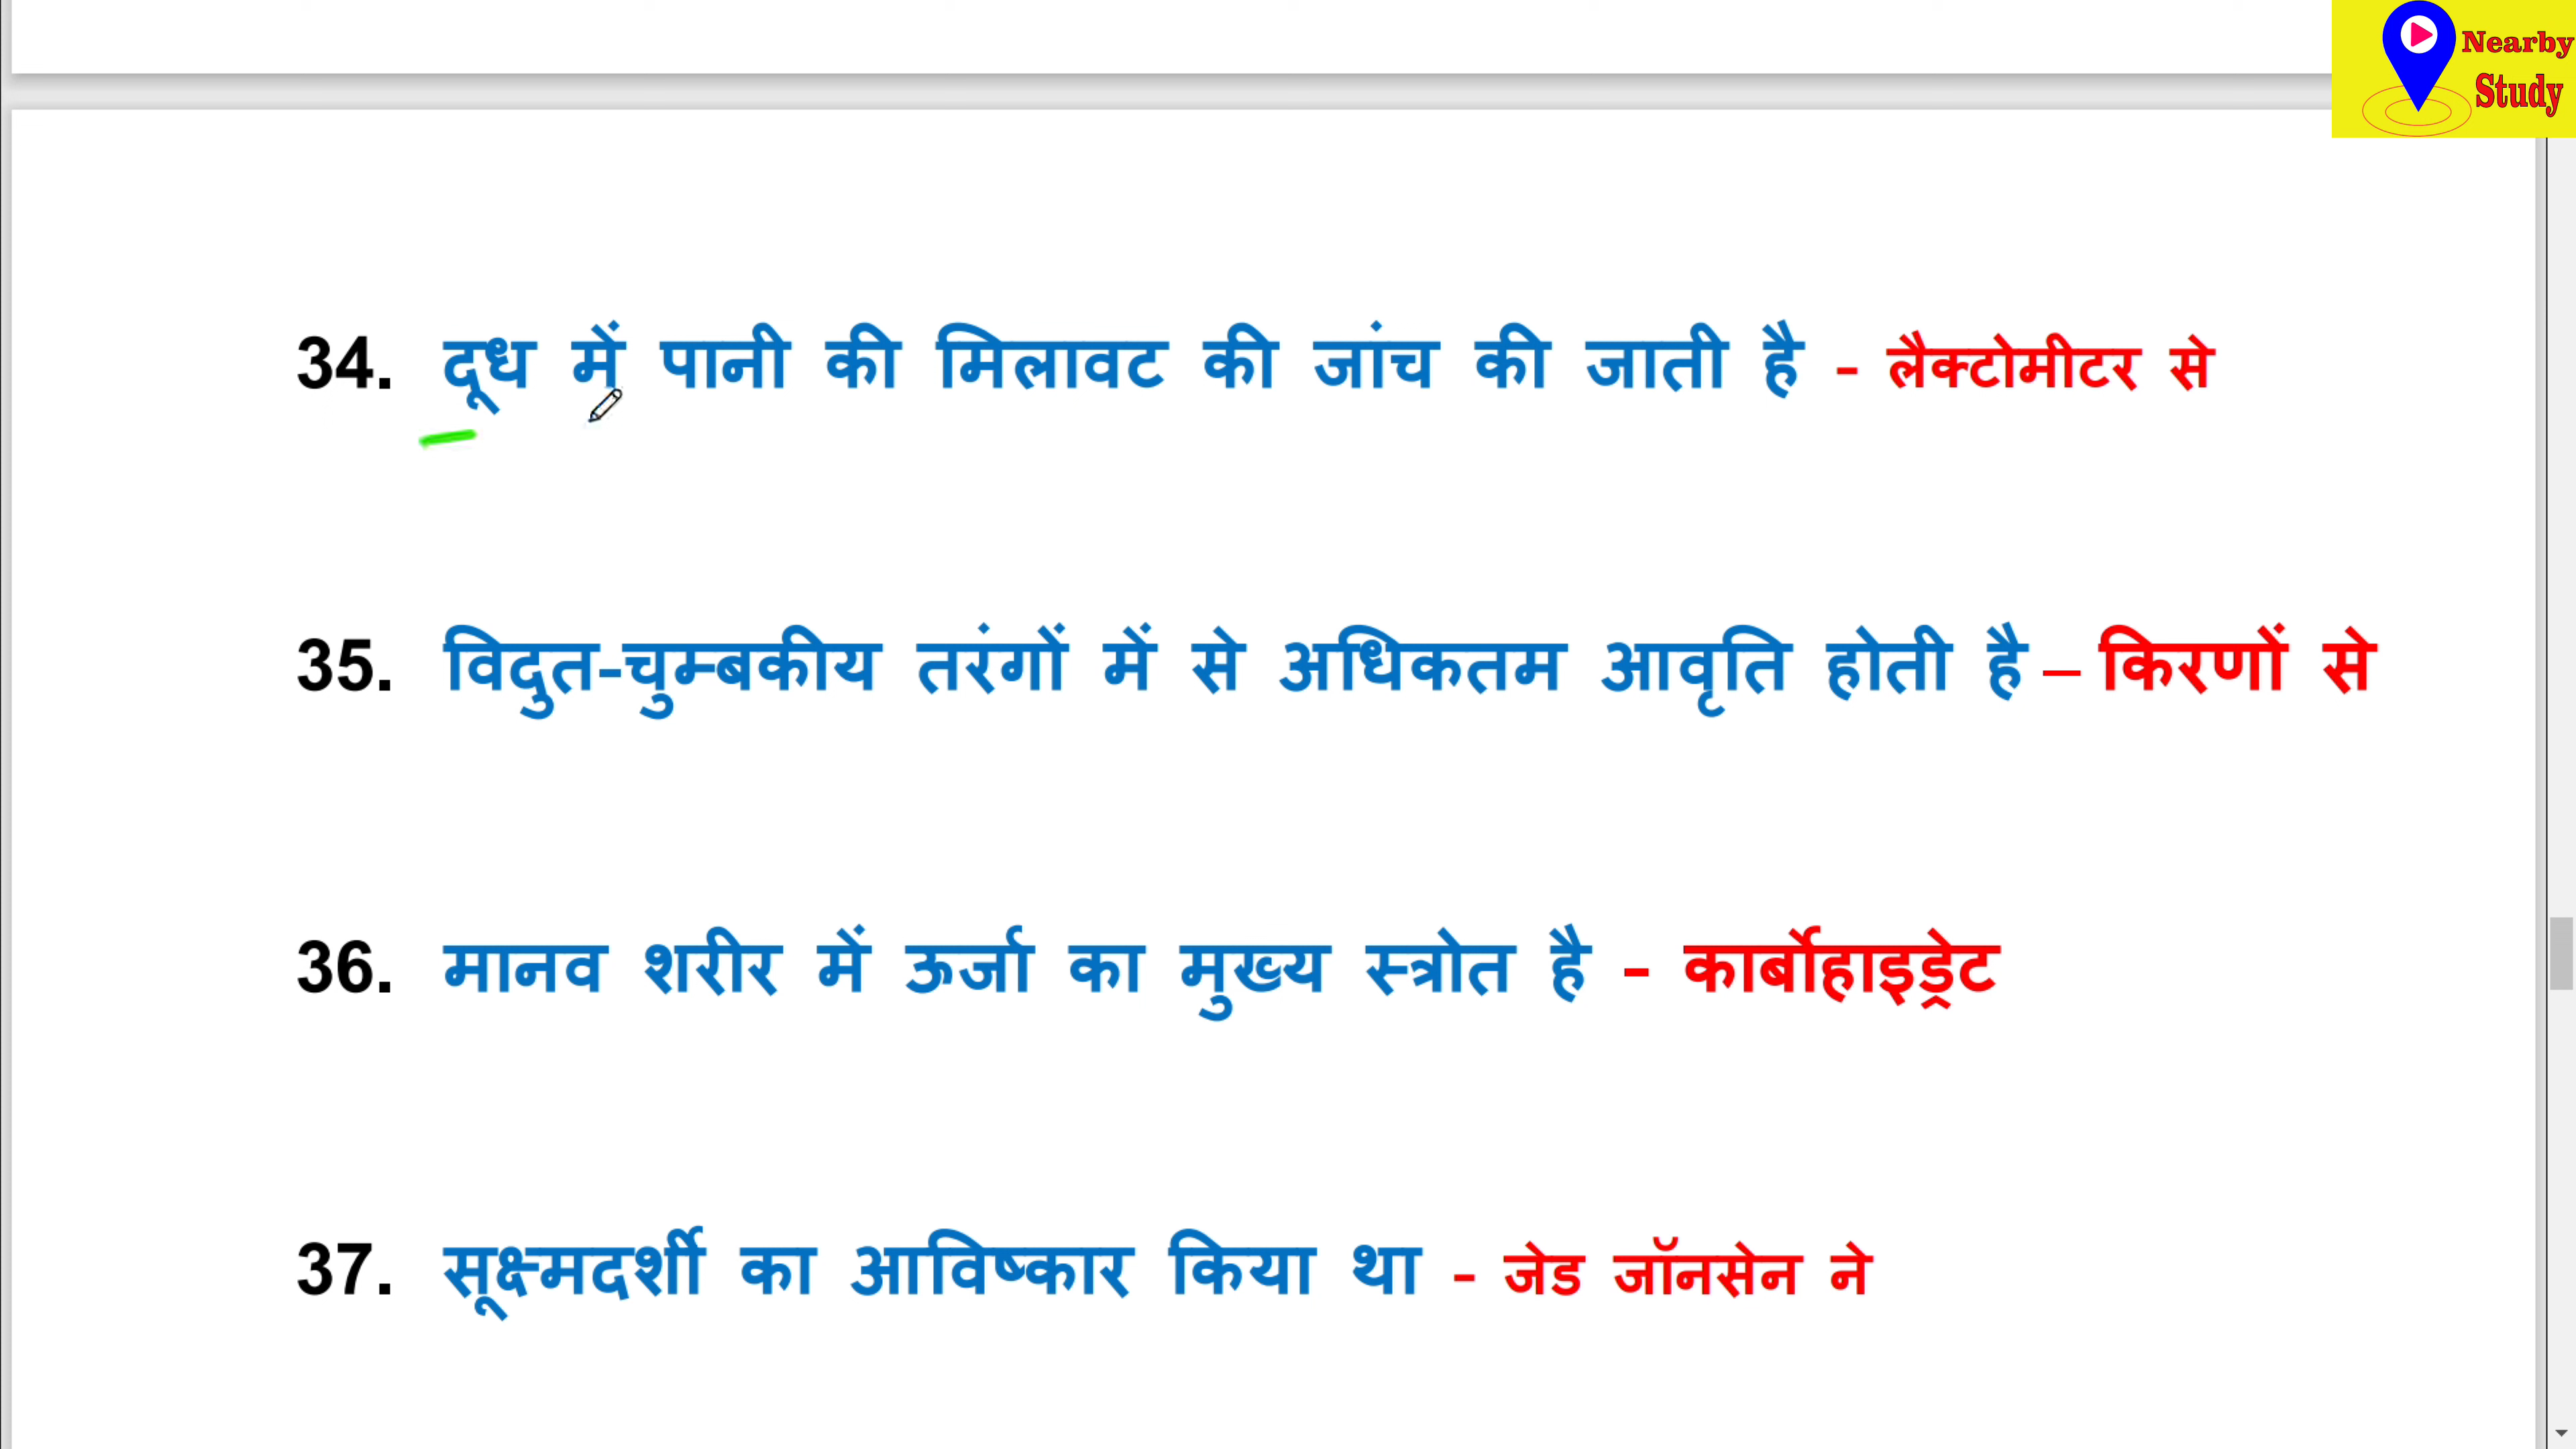 Nearby
Study
34. दूध में पानी की मिलावट की जांच की जाती है - लैक्टोमीटर से
35. विदुत-चुम्बकीय तरंगों में से अधिकतम आवृति होती है – किरणों से
36. मानव शरीर में ऊर्जा का मुख्य स्त्रोत है - कार्बोहाइड्रेट
37. सूक्ष्मदर्शी का आविष्कार किया था - जेड जॉनसेन ने